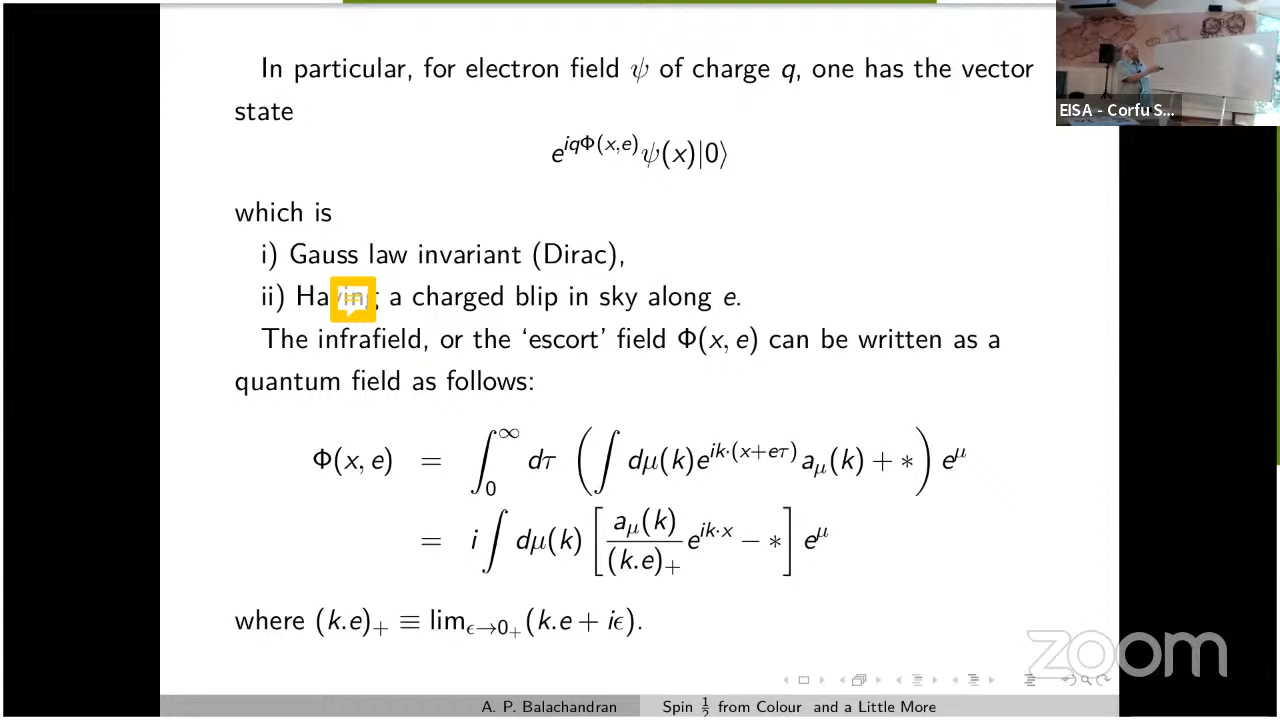 In particular, for electron field ψ of charge q, one has the vector
state
e^{iqΦ(x,e)}ψ(x)|0⟩
which is
i) Gauss law invariant (Dirac),
ii) Having a charged blip in sky along e.
The infrafield, or the ‘escort’ field Φ(x, e) can be written as a
quantum field as follows:
Φ(x, e) = ∫_0^∞ dτ (∫ dμ(k)e^{ik·(x+eτ)}a_μ(k) + *) e^μ
= i ∫ dμ(k) [a_μ(k)/(k.e)_+ e^{ik·x} − *] e^μ
where (k.e)_+ ≡ lim_{ϵ→0_+}(k.e + iϵ).
EISA - Corfu S...
zoom
A. P. Balachandran Spin 1/2 from Colour and a Little More